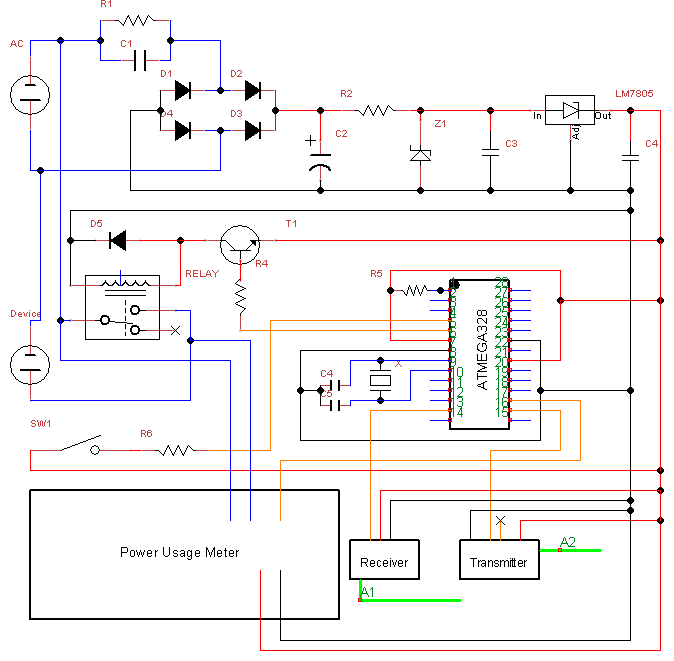 R1
AC
C1
D1
D2
R2
LM7805
In
Out
Adj
D4
D3
C2
Z1
C3
C4
D5
T1
R4
RELAY
R5
Device
ATMEGA328
C4
C5
X
SW1
R6
Power Usage Meter
Receiver
Transmitter
A1
A2